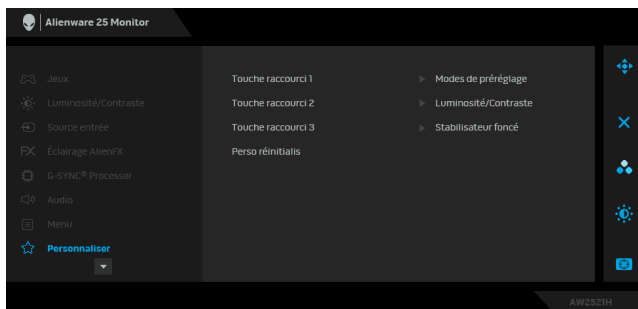 Alienware 25 Monitor
Jeux
Luminosité/Contraste
Source entrée
Éclairage AlienFX
G-SYNC® Processor
Audio
Menu
Personnaliser
Touche raccourci 1
Modes de préréglage
Touche raccourci 2
Luminosité/Contraste
Touche raccourci 3
Stabilisateur foncé
Perso réinitialis
AW2521H